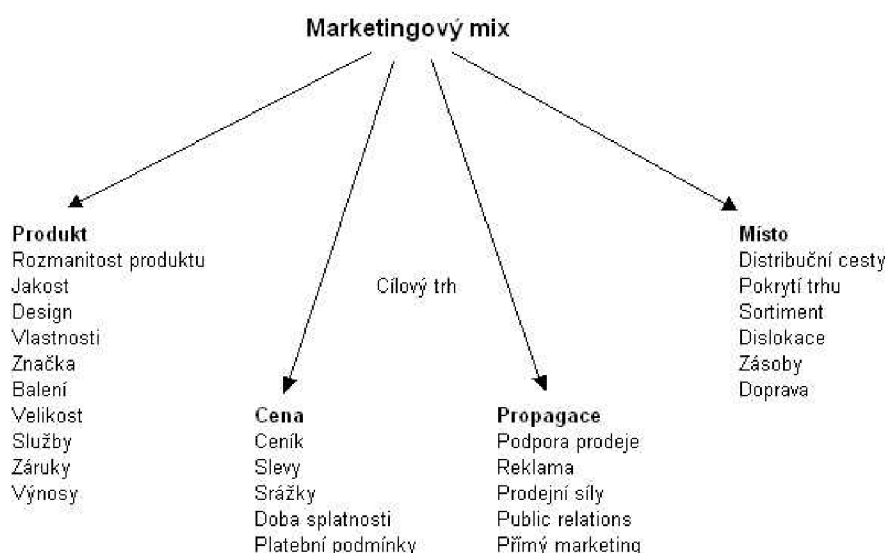 Marketingový mix
Produkt
Rozmanitost produktu
Jakost
Design
Vlastnosti
Značka
Balení
Velikost
Služby
Záruky
Výnosy
Cílový trh
Cena
Ceník
Slevy
Srážky
Doba splatnosti
Platební podmínky
Propagace
Podpora prodeje
Reklama
Prodejní síly
Public relations
Přímý marketing
Místo
Distribuční cesty
Pokrytí trhu
Sortiment
Dislokace
Zásoby
Doprava